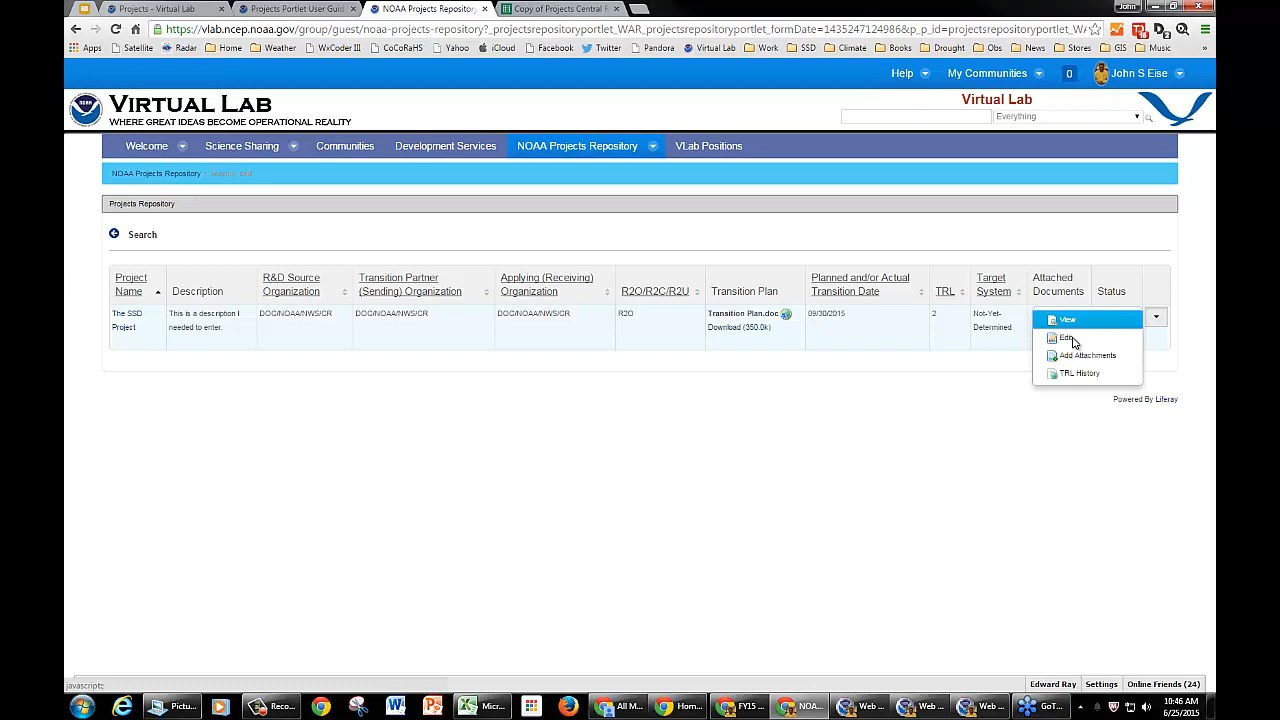 John
Projects - Virtual Lab
Projects Portlet User Guid
NOAA Projects Repository
Copy of Projects Central R
https://vlab.ncep.noaa.gov/group/guest/noaa-projects-repository?_projectsrepositoryportlet_WAR_projectsrepositoryportlet_formDate=1435247124986&p_p_id=projectsrepositoryportlet_WA
Apps Satellite Radar Home Weather WxCoder III CoCoRaHS Yahoo iCloud Facebook Twitter Pandora Virtual Lab Work SSD Climate Books Drought Obs News Stores GIS Music »
Help My Communities 0 John S Eise
VIRTUAL LAB
WHERE GREAT IDEAS BECOME OPERATIONAL REALITY
Virtual Lab
Everything
Welcome Science Sharing Communities Development Services NOAA Projects Repository VLab Positions
NOAA Projects Repository Search: ssd
Projects Repository
Search
Project Name
Description
R&D Source Organization
Transition Partner (Sending) Organization
Applying (Receiving) Organization
R2O/R2C/R2U
Transition Plan
Planned and/or Actual Transition Date
TRL
Target System
Attached Documents
Status
The SSD Project
This is a description I needed to enter.
DOC/NOAA/NWS/CR
DOC/NOAA/NWS/CR
DOC/NOAA/NWS/CR
R2O
Transition Plan.doc
Download (350.0k)
09/30/2015
2
Not-Yet-Determined
View
Edit
Add Attachments
TRL History
Powered By Liferay
javascript:;
Edward Ray Settings Online Friends (24)
Pictu... Reco... Micr... All M... Hom... FY15 ... NOA... Web ... Web ... Web ... GoT...
10:46 AM
6/25/2015